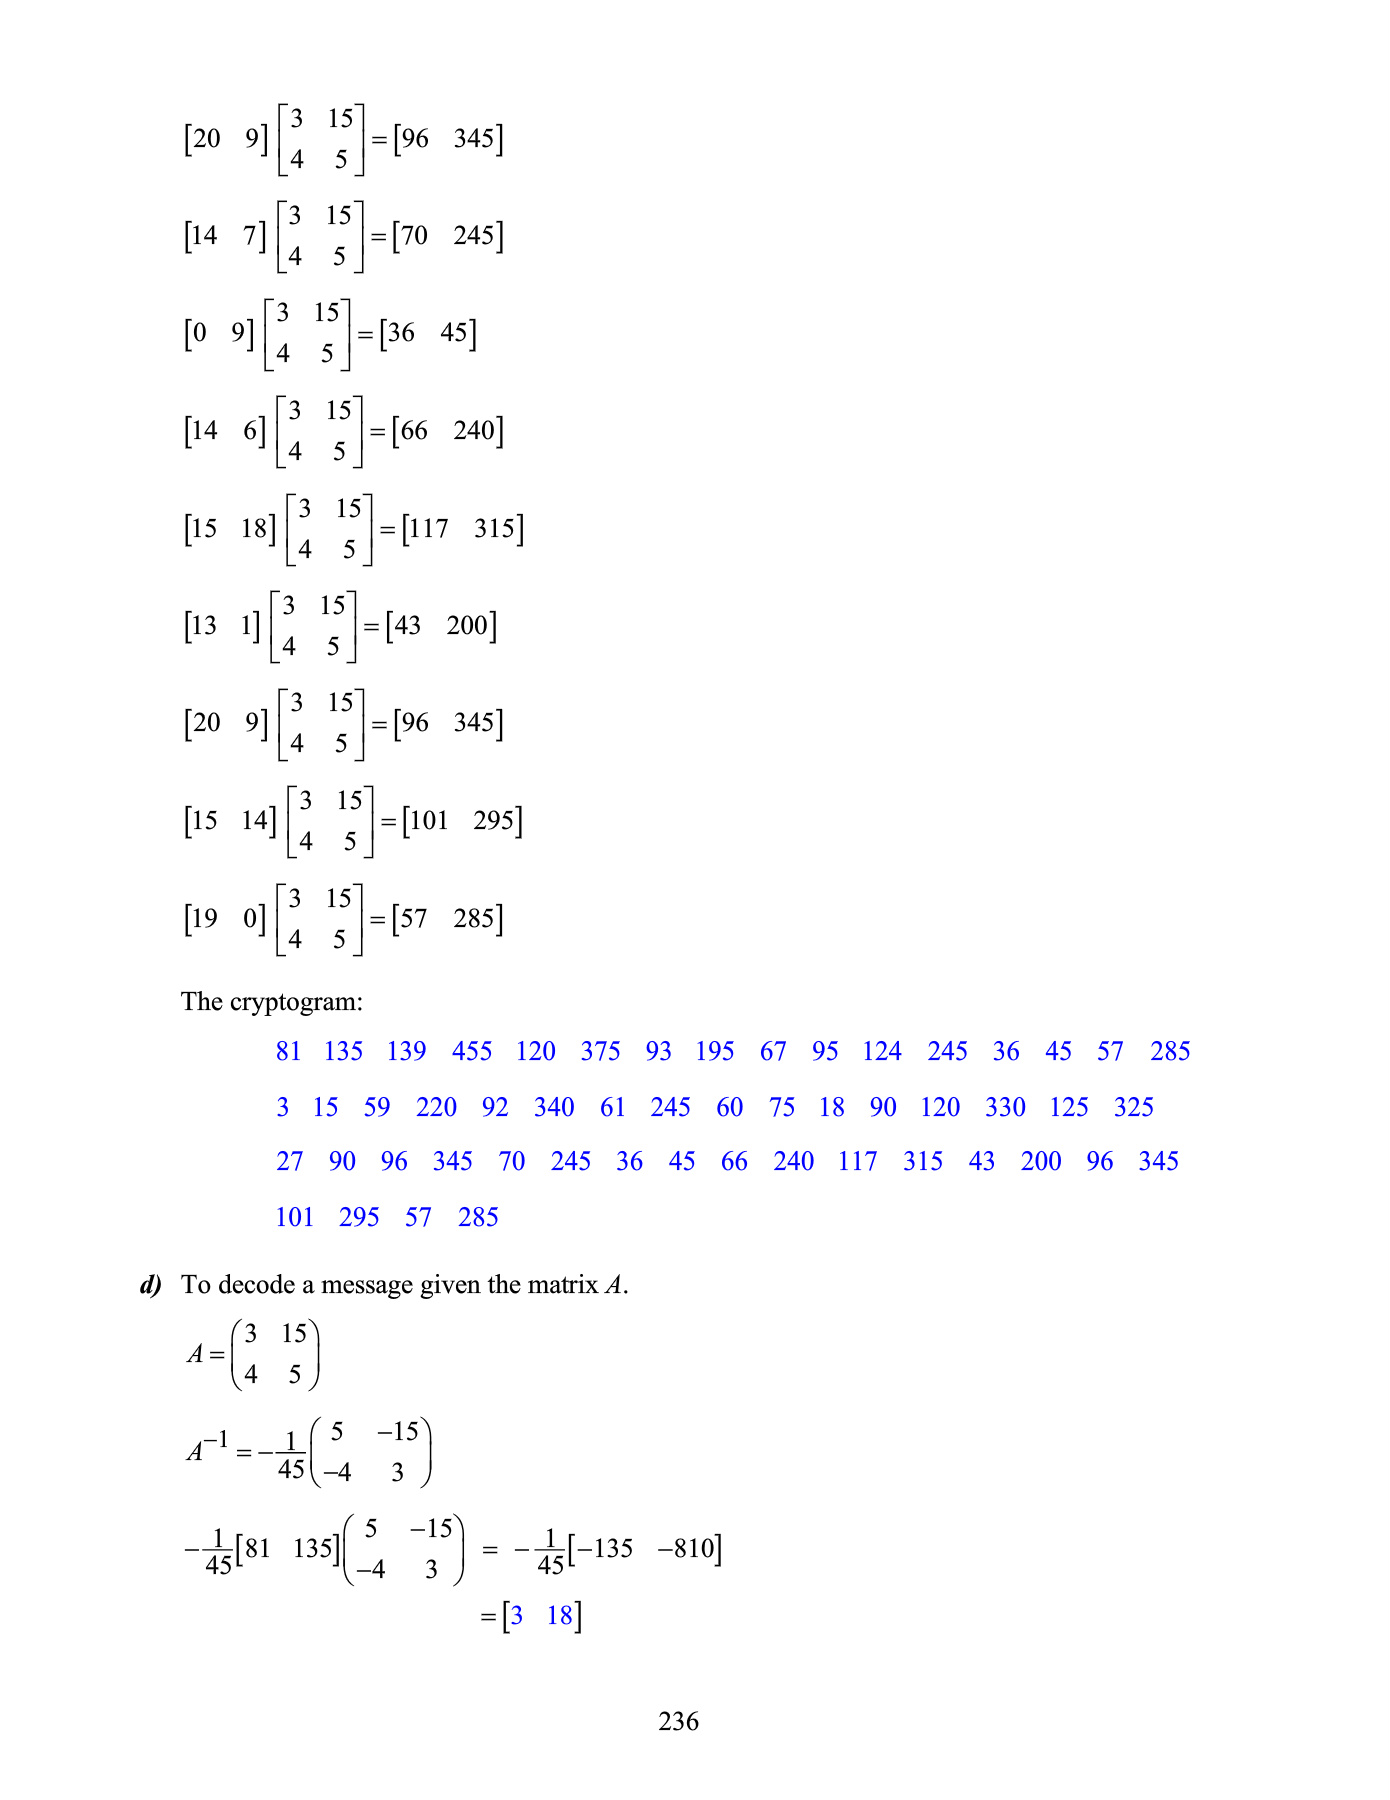 [20 9] [3 15; 4 5] = [96 345]
[14 7] [3 15; 4 5] = [70 245]
[0 9] [3 15; 4 5] = [36 45]
[14 6] [3 15; 4 5] = [66 240]
[15 18] [3 15; 4 5] = [117 315]
[13 1] [3 15; 4 5] = [43 200]
[20 9] [3 15; 4 5] = [96 345]
[15 14] [3 15; 4 5] = [101 295]
[19 0] [3 15; 4 5] = [57 285]
The cryptogram:
81 135 139 455 120 375 93 195 67 95 124 245 36 45 57 285
3 15 59 220 92 340 61 245 60 75 18 90 120 330 125 325
27 90 96 345 70 245 36 45 66 240 117 315 43 200 96 345
101 295 57 285
d) To decode a message given the matrix A.
A = (3 15; 4 5)
A⁻¹ = −1/45 (5 −15; −4 3)
−1/45 [81 135] (5 −15; −4 3) = −1/45 [−135 −810]
= [3 18]
236